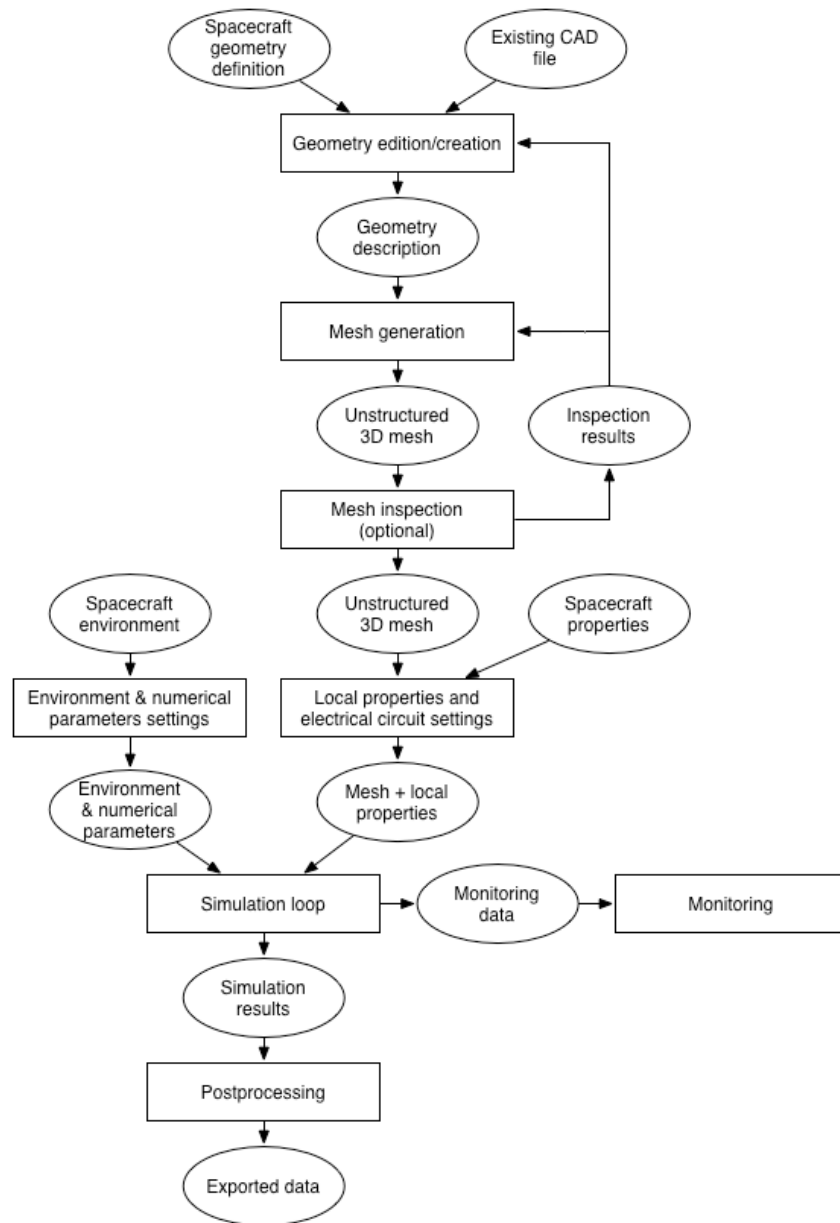 Spacecraft
geometry
definition
Existing CAD
file
Geometry edition/creation
Geometry
description
Mesh generation
Unstructured
3D mesh
Inspection
results
Mesh inspection
(optional)
Spacecraft
environment
Unstructured
3D mesh
Spacecraft
properties
Environment & numerical
parameters settings
Local properties and
electrical circuit settings
Environment
& numerical
parameters
Mesh + local
properties
Simulation loop
Monitoring
data
Monitoring
Simulation
results
Postprocessing
Exported data